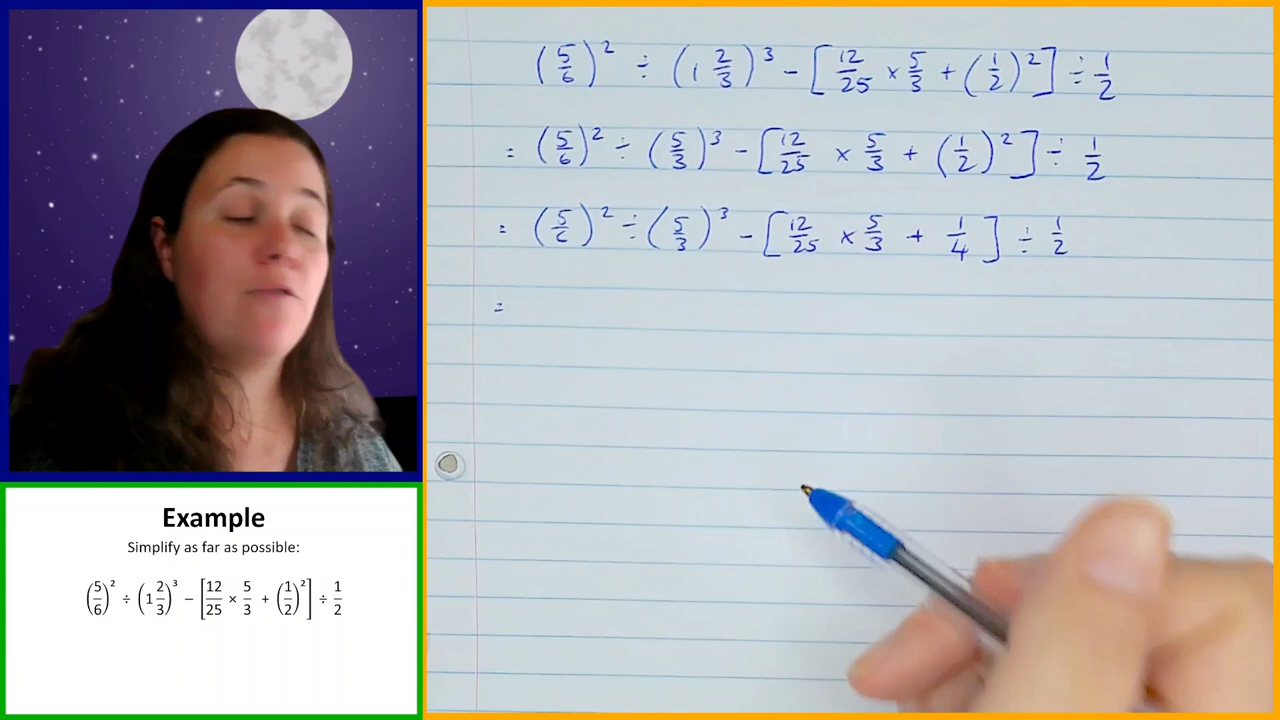 (5/6)² ÷ (1 2/3)³ − [12/25 × 5/3 + (1/2)²] ÷ 1/2
= (5/6)² ÷ (5/3)³ − [12/25 × 5/3 + (1/2)²] ÷ 1/2
= (5/6)² ÷ (5/3)³ − [12/25 × 5/3 + 1/4] ÷ 1/2
=
Example
Simplify as far as possible:
(5/6)² ÷ (1 2/3)³ − [12/25 × 5/3 + (1/2)²] ÷ 1/2